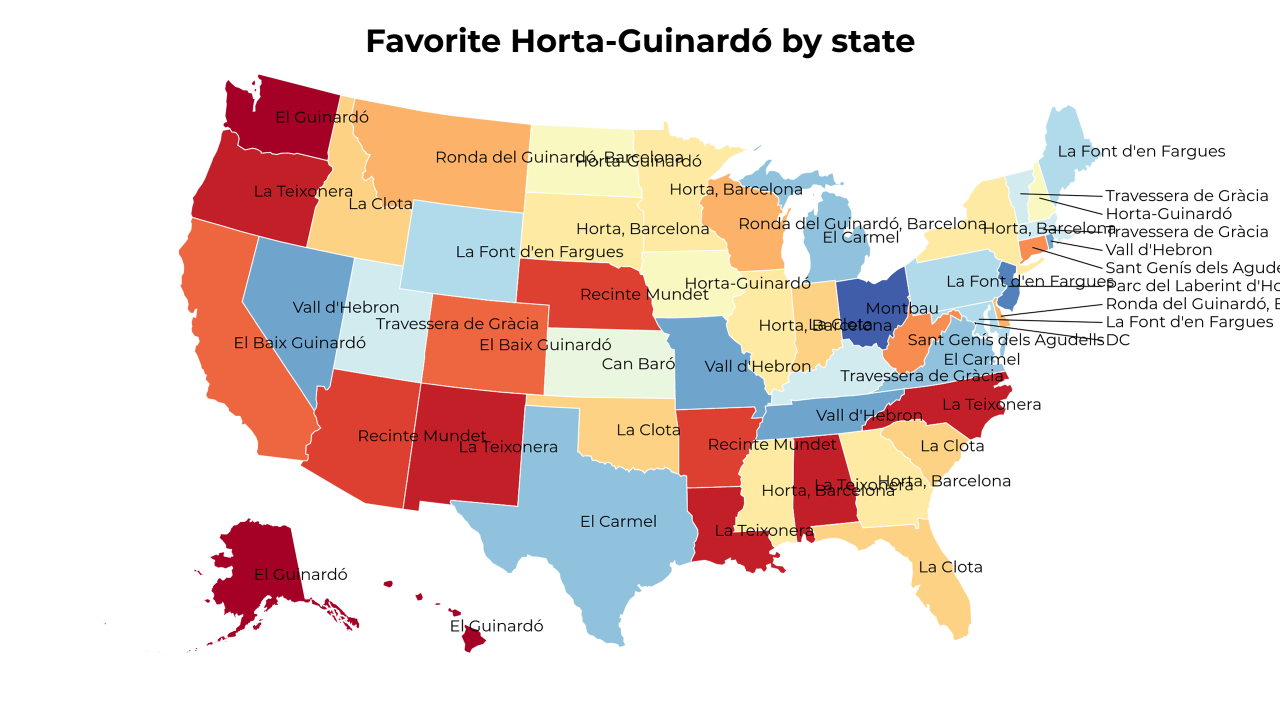 Favorite Horta-Guinardó by state
El Guinardó
La Font d'en Fargues
Ronda del Guinardó, Barcelona
Horta-Guinardó
Horta, Barcelona
La Teixonera
La Clota
Travessera de Gràcia
Horta-Guinardó
Ronda del Guinardó, Barcelona
Horta, Barcelona
Horta, Barcelona
Travessera de Gràcia
El Carmel
Vall d'Hebron
La Font d'en Fargues
Sant Genís dels Agude
Horta-Guinardó
La Font d'en Fargues
Parc del Laberint d'Ho
Recinte Mundet
Ronda del Guinardó, B
Vall d'Hebron
Montbau
La Font d'en Fargues
Travessera de Gràcia
Horta, Barcelona
La Clota
El Baix Guinardó
El Baix Guinardó
Sant Genís dels Agudells
DC
El Carmel
Can Baró
Vall d'Hebron
Travessera de Gràcia
La Teixonera
Vall d'Hebron
La Clota
Recinte Mundet
La Teixonera
Recinte Mundet
La Clota
Horta, Barcelona
La Teixonera
Horta, Barcelona
El Carmel
La Teixonera
La Clota
El Guinardó
El Guinardó